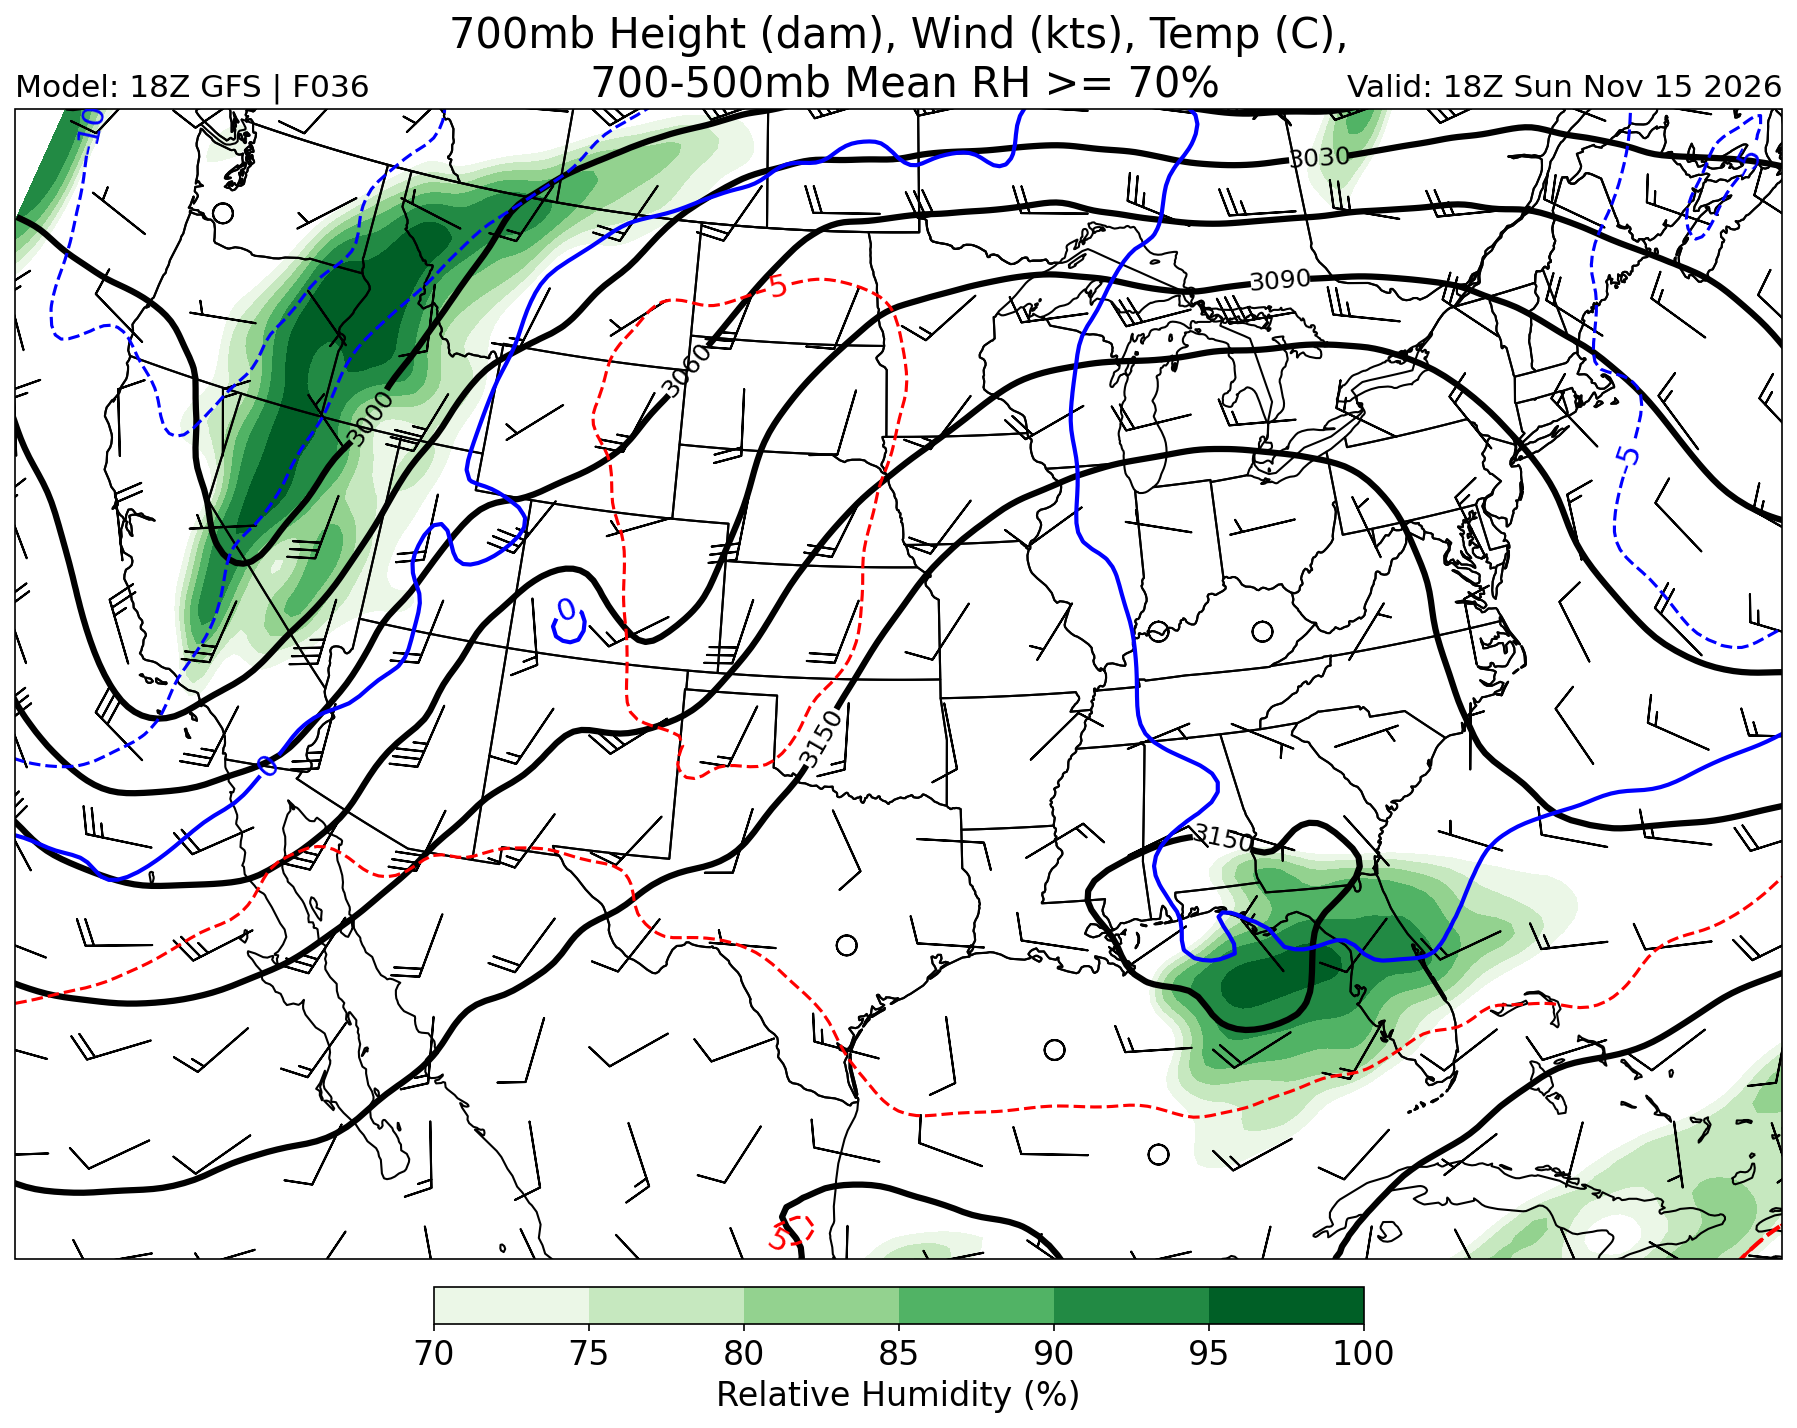 700mb Height (dam), Wind (kts), Temp (C),
Model: 18Z GFS | F036
700-500mb Mean RH >= 70%
Valid: 18Z Sun Nov 15 2026
10
5
3030
5
3090
3060
3000
5
0
0
3150
3150
5
70 75 80 85 90 95 100
Relative Humidity (%)